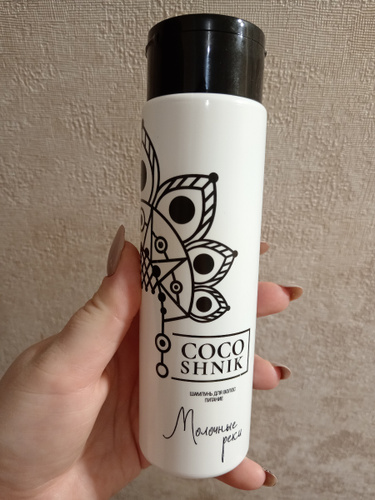 COCO
SHNIK
ШАМПУНЬ ДЛЯ ВОЛОС
ПИТАНИЕ
Молочные
реки